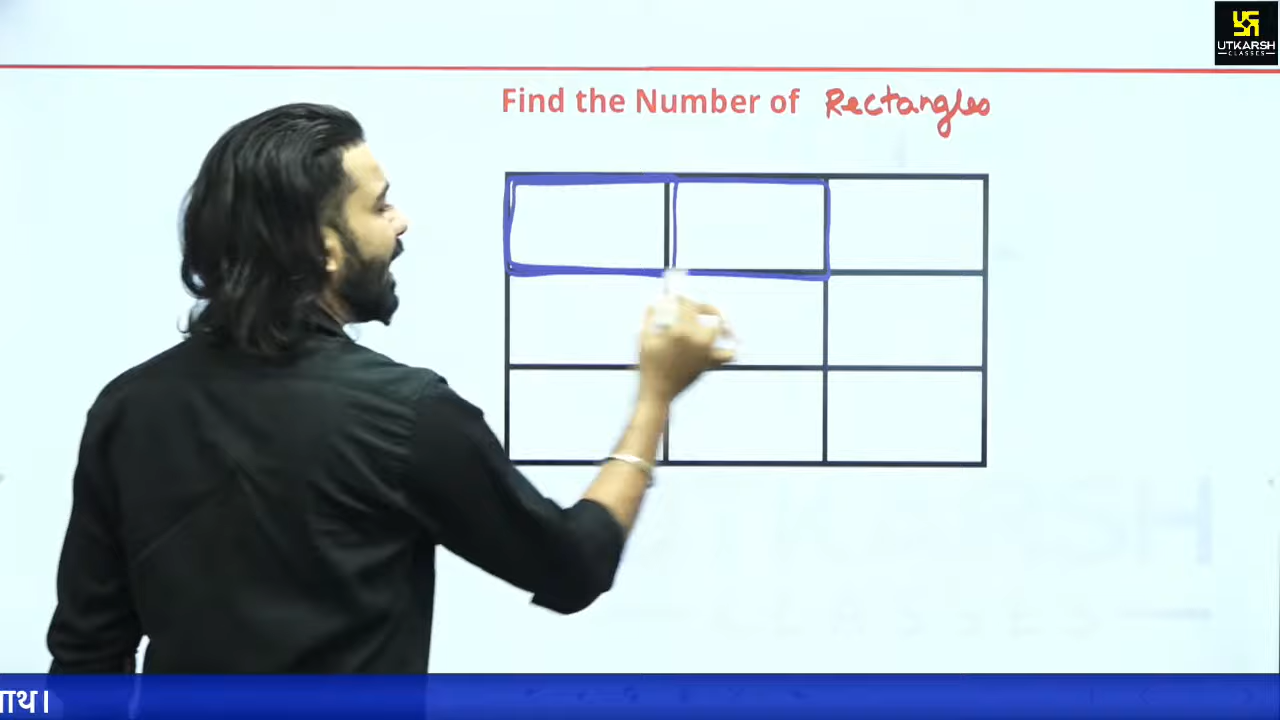 UTKARSH
CLASSES
Find the Number of Rectangles